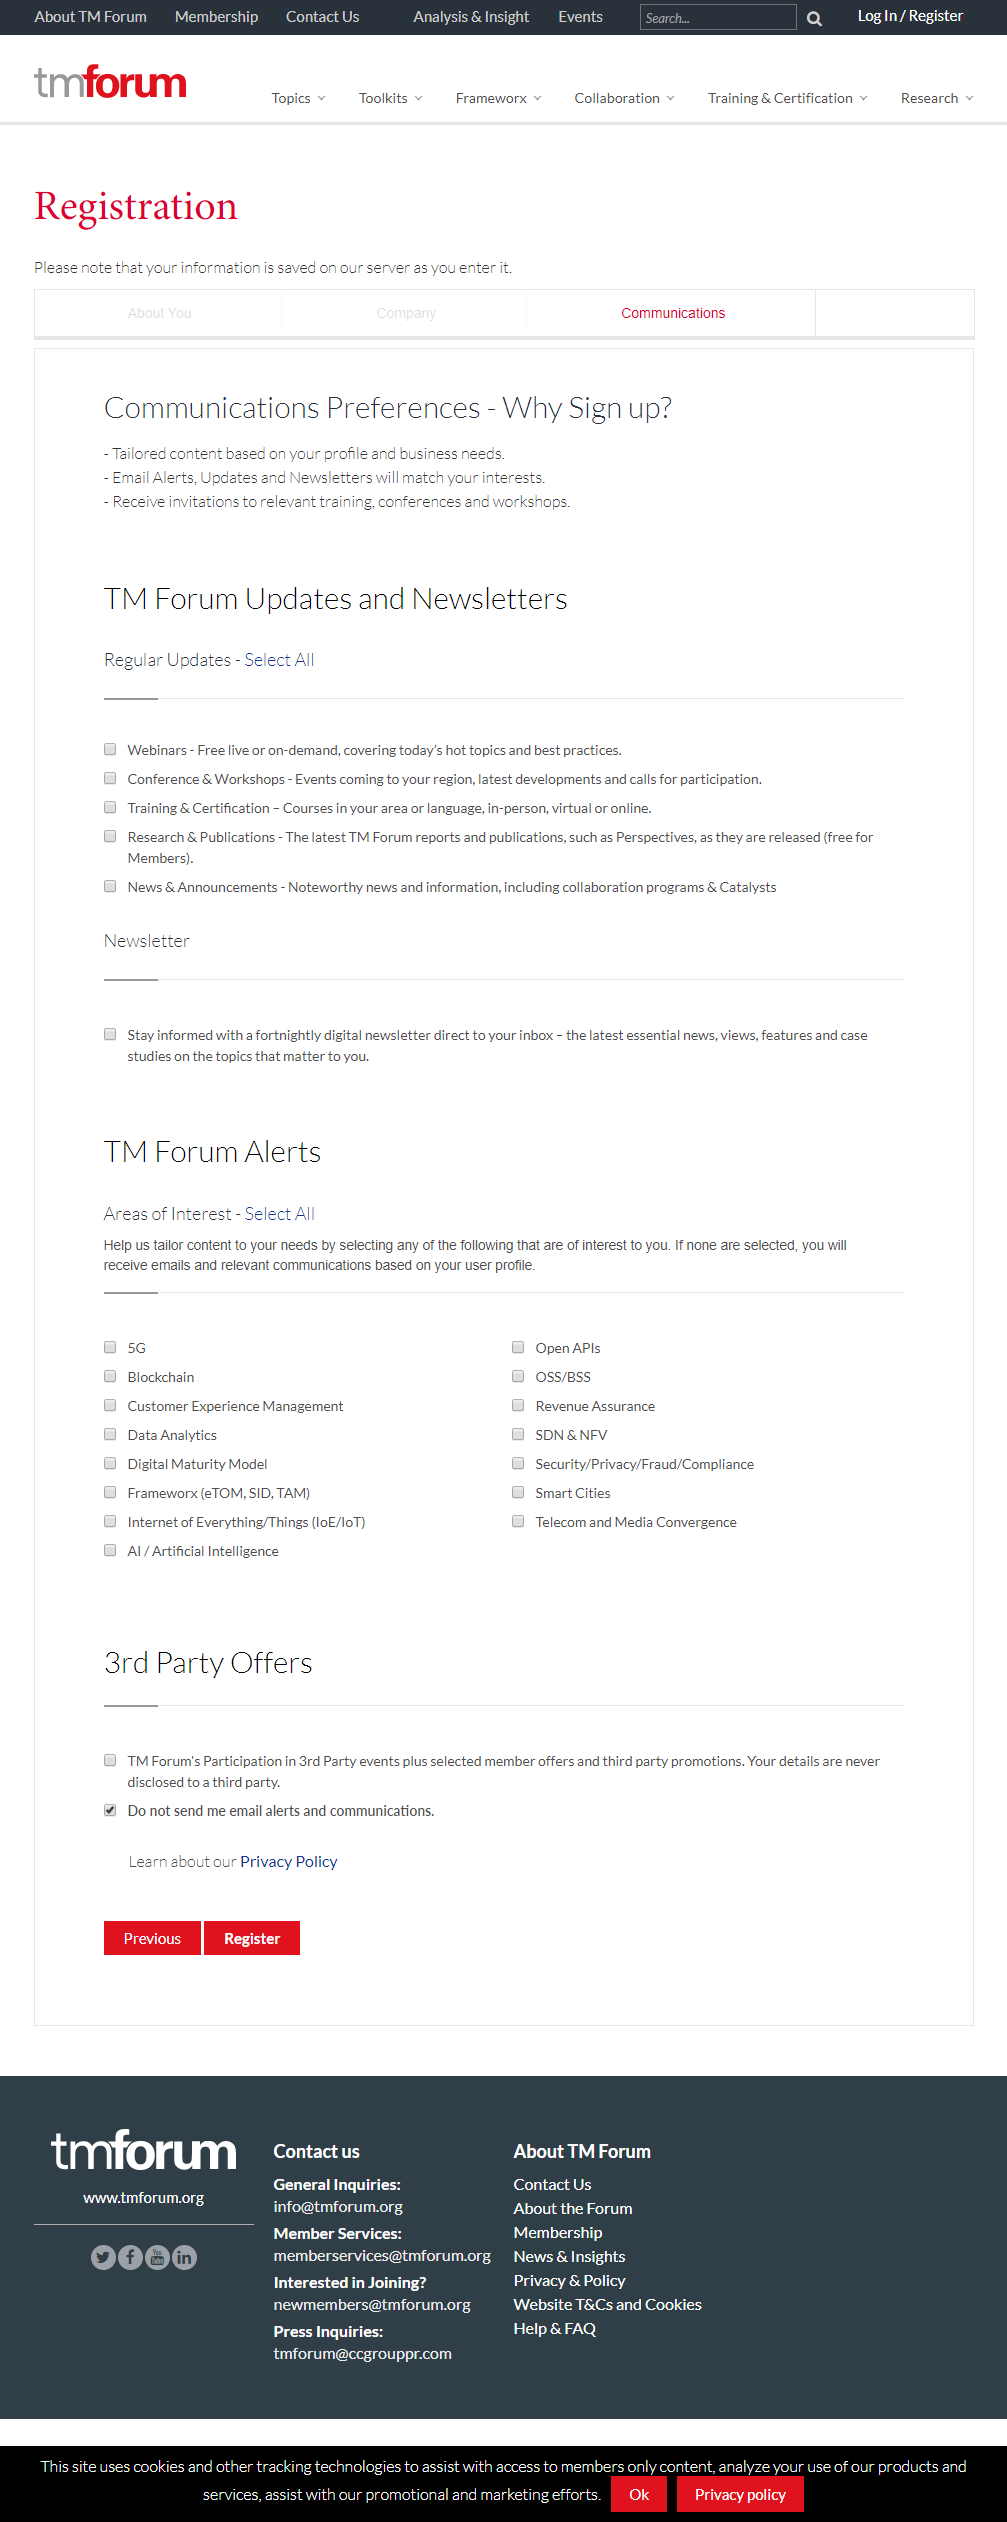 About TM Forum Membership Contact Us Analysis & Insight Events Search... Log In / Register
tmforum
Topics Toolkits Frameworx Collaboration Training & Certification Research
Registration
Please note that your information is saved on our server as you enter it.
About You Company Communications
Communications Preferences - Why Sign up?
- Tailored content based on your profile and business needs.
- Email Alerts, Updates and Newsletters will match your interests.
- Receive invitations to relevant training, conferences and workshops.
TM Forum Updates and Newsletters
Regular Updates - Select All
Webinars - Free live or on-demand, covering today's hot topics and best practices.
Conference & Workshops - Events coming to your region, latest developments and calls for participation.
Training & Certification – Courses in your area or language, in-person, virtual or online.
Research & Publications - The latest TM Forum reports and publications, such as Perspectives, as they are released (free for
Members).
News & Announcements - Noteworthy news and information, including collaboration programs & Catalysts
Newsletter
Stay informed with a fortnightly digital newsletter direct to your inbox – the latest essential news, views, features and case
studies on the topics that matter to you.
TM Forum Alerts
Areas of Interest - Select All
Help us tailor content to your needs by selecting any of the following that are of interest to you. If none are selected, you will
receive emails and relevant communications based on your user profile.
5G
Blockchain
Customer Experience Management
Data Analytics
Digital Maturity Model
Frameworx (eTOM, SID, TAM)
Internet of Everything/Things (IoE/IoT)
AI / Artificial Intelligence
Open APIs
OSS/BSS
Revenue Assurance
SDN & NFV
Security/Privacy/Fraud/Compliance
Smart Cities
Telecom and Media Convergence
3rd Party Offers
TM Forum's Participation in 3rd Party events plus selected member offers and third party promotions. Your details are never
disclosed to a third party.
Do not send me email alerts and communications.
Learn about our Privacy Policy
Previous Register
tmforum
www.tmforum.org
You Tube
in
Contact us
General Inquiries:
info@tmforum.org
Member Services:
memberservices@tmforum.org
Interested in Joining?
newmembers@tmforum.org
Press Inquiries:
tmforum@ccgrouppr.com
About TM Forum
Contact Us
About the Forum
Membership
News & Insights
Privacy & Policy
Website T&Cs and Cookies
Help & FAQ
This site uses cookies and other tracking technologies to assist with access to members only content, analyze your use of our products and
services, assist with our promotional and marketing efforts. Ok Privacy policy